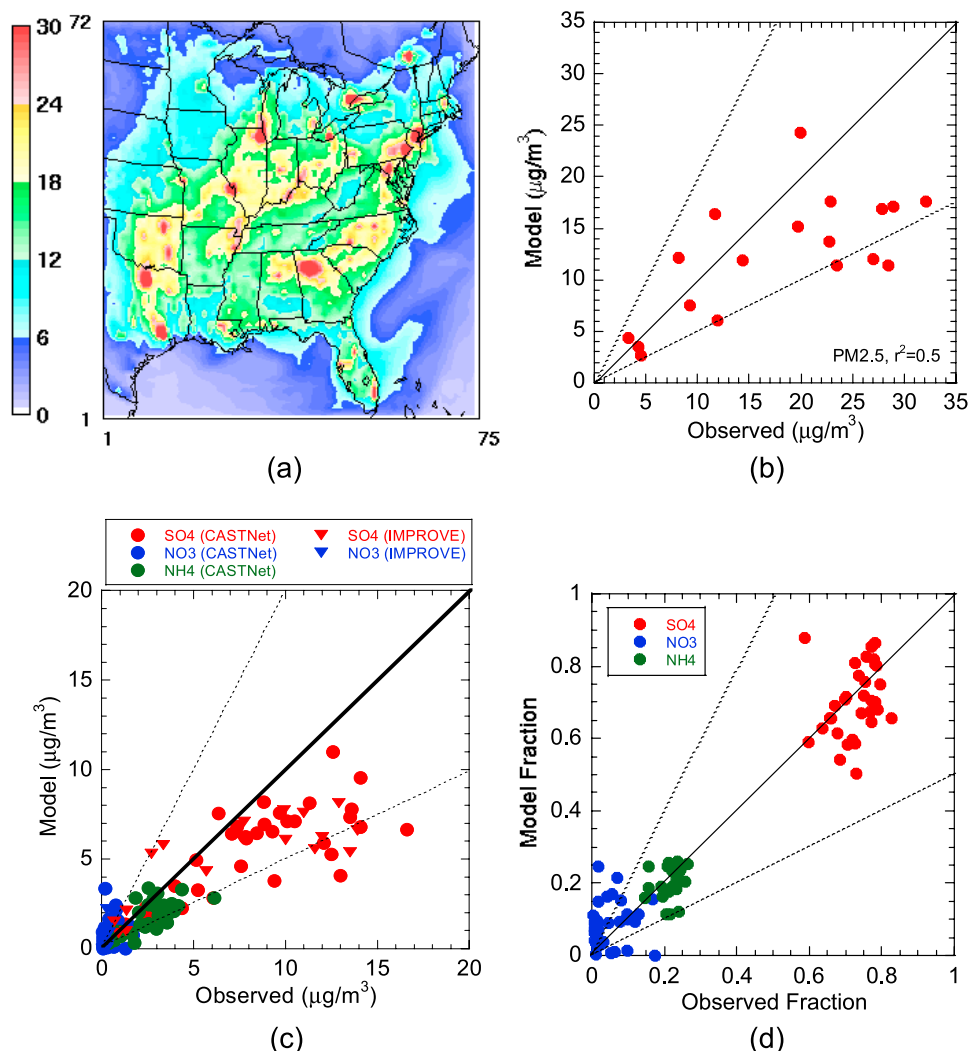 30
24
18
12
6
0
72
1
1
75
(a)
35
30
25
20
15
10
5
0
Model (μg/m³)
PM2.5, r²=0.5
0
5
10
15
20
25
30
35
Observed (μg/m³)
(b)
SO4 (CASTNet)
SO4 (IMPROVE)
NO3 (CASTNet)
NO3 (IMPROVE)
NH4 (CASTNet)
20
15
10
5
0
Model (μg/m³)
0
5
10
15
20
Observed (μg/m³)
(c)
1
0.8
0.6
0.4
0.2
0
Model Fraction
SO4
NO3
NH4
0
0.2
0.4
0.6
0.8
1
Observed Fraction
(d)